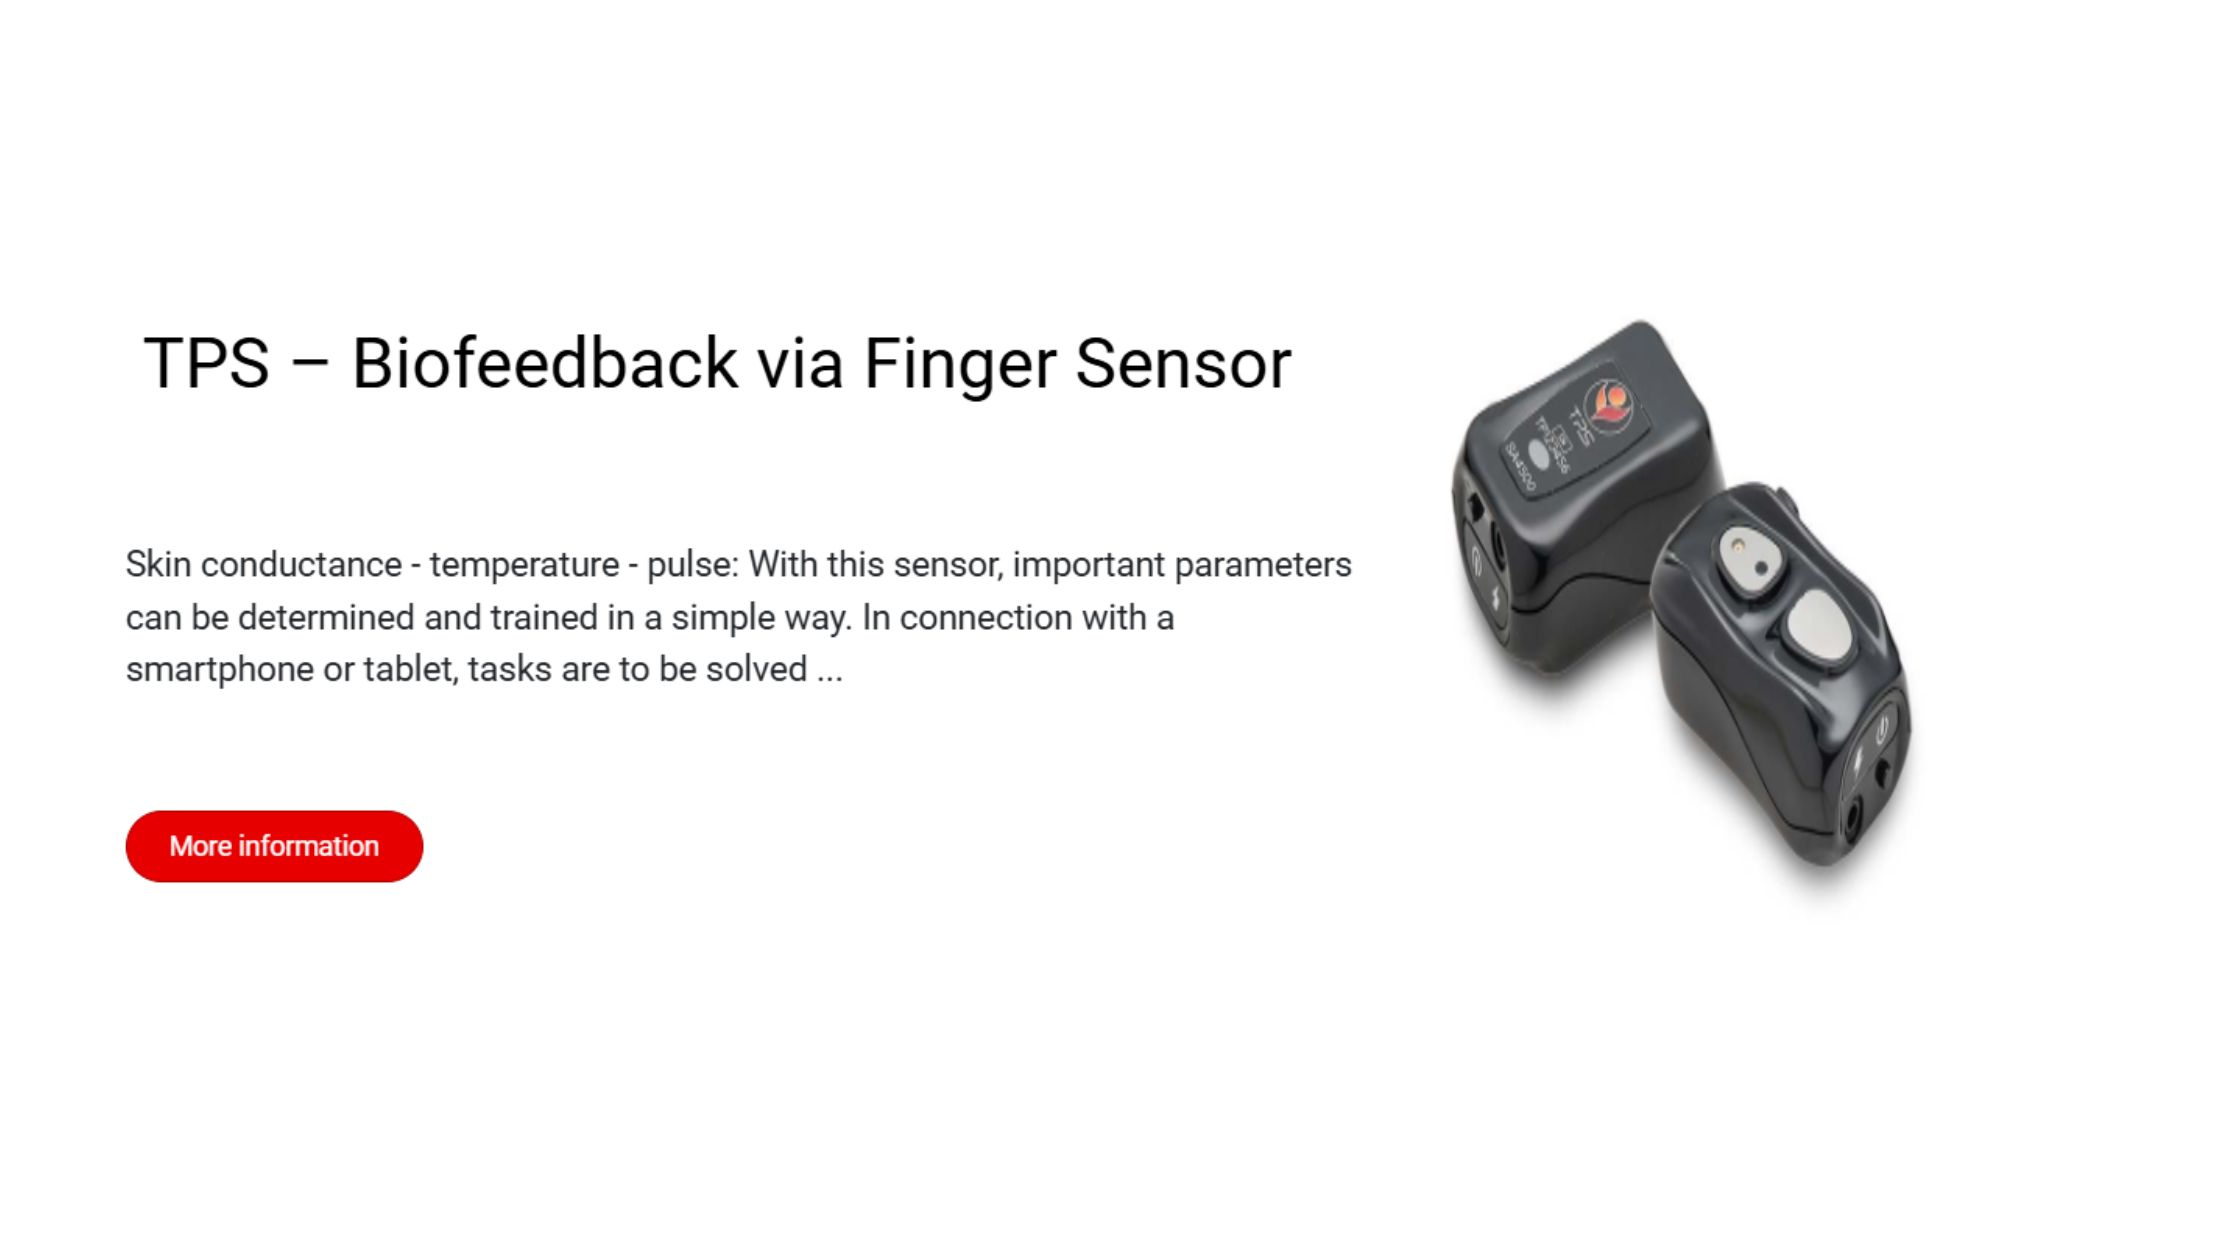 TPS – Biofeedback via Finger Sensor
Skin conductance - temperature - pulse: With this sensor, important parameters
can be determined and trained in a simple way. In connection with a
smartphone or tablet, tasks are to be solved ...
More information
TPS
SA4500